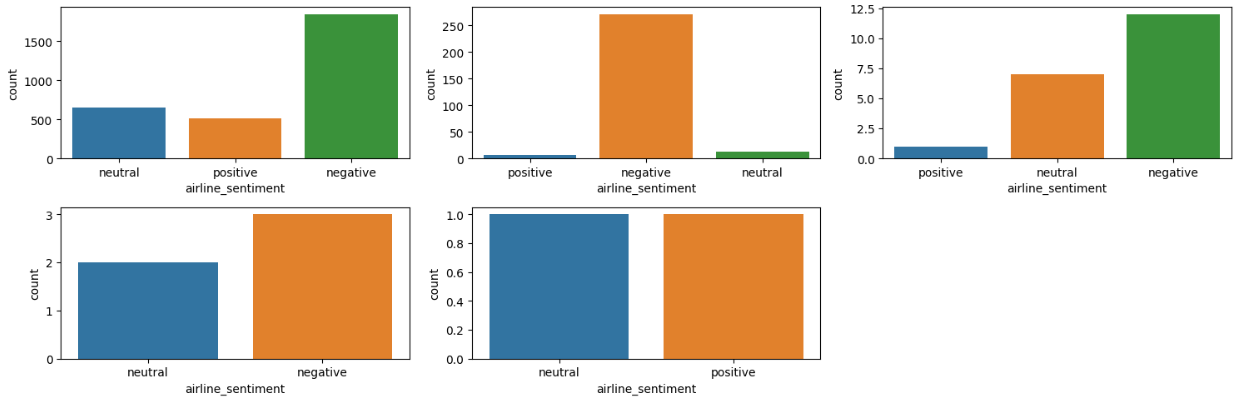 1500
1000
500
0
count
neutral positive negative
airline_sentiment
250
200
150
100
50
0
count
positive negative neutral
airline_sentiment
12.5
10.0
7.5
5.0
2.5
0.0
count
positive neutral negative
airline_sentiment
3
2
1
0
count
neutral negative
airline_sentiment
1.0
0.8
0.6
0.4
0.2
0.0
count
neutral positive
airline_sentiment